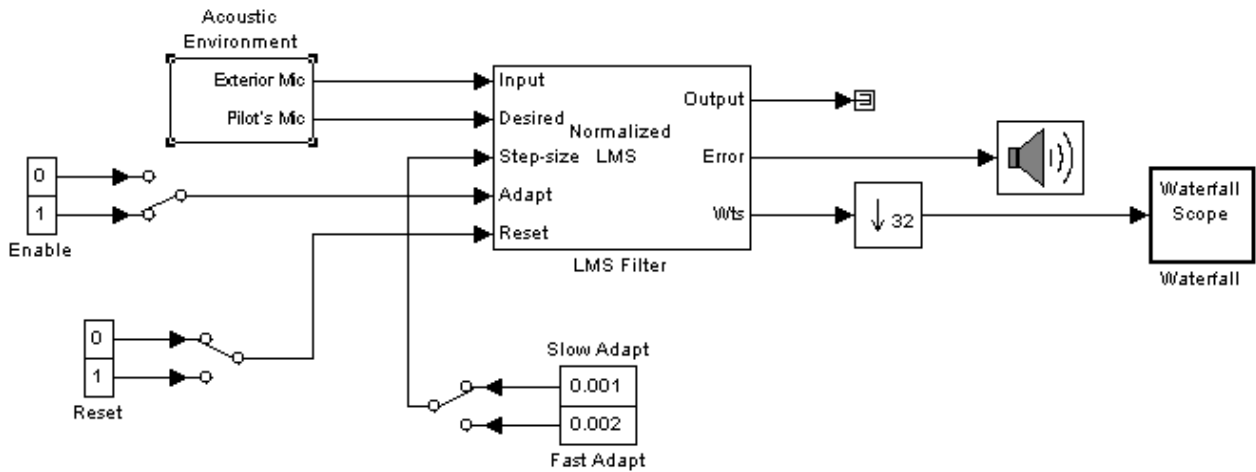 Acoustic
Environment
Exterior Mic
Pilot's Mic
Input
Desired
Step-size
Adapt
Reset
Normalized
LMS
Output
Error
Wts
LMS Filter
0
1
Enable
32
Waterfall
Scope
Waterfall
0
1
Reset
Slow Adapt
0.001
0.002
Fast Adapt